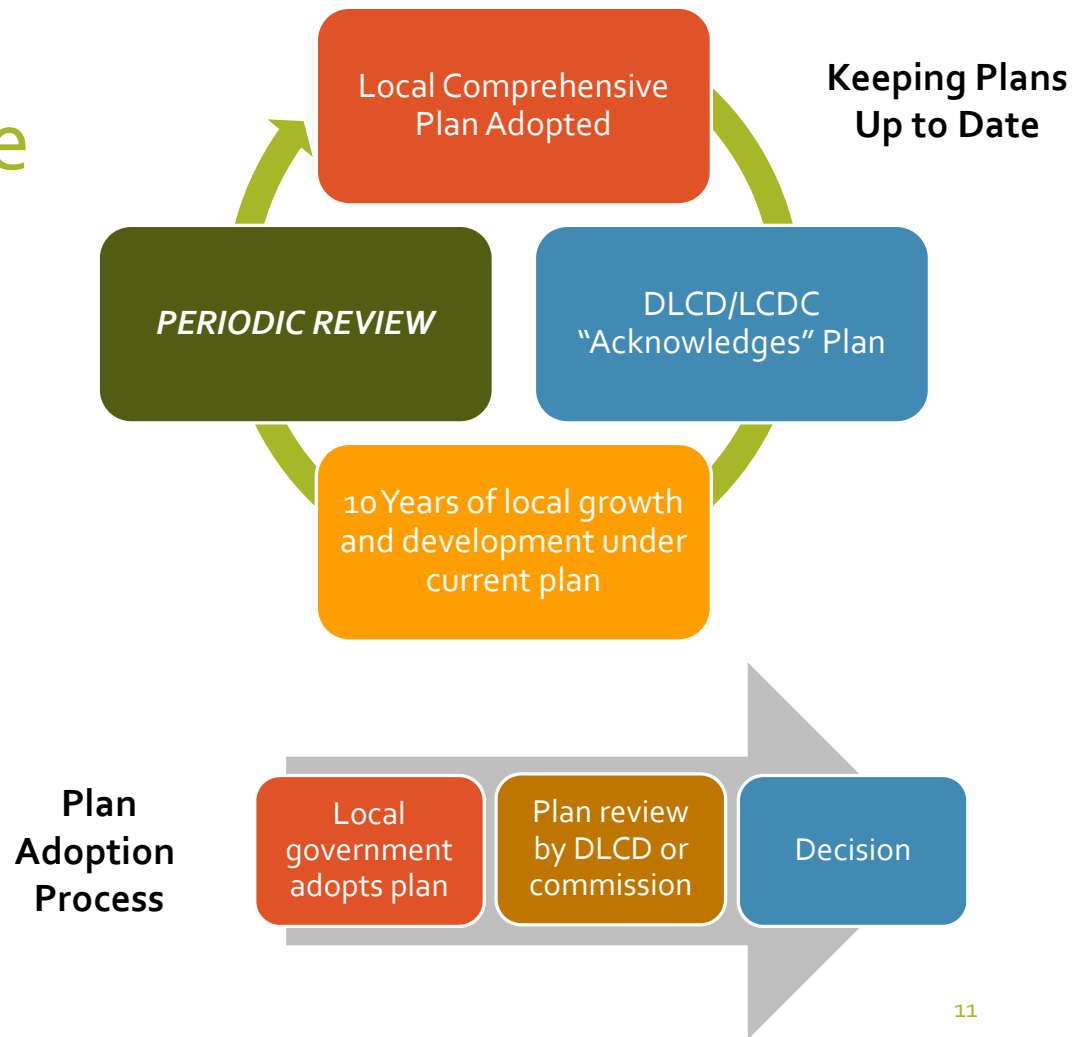 e
Keeping Plans
Up to Date
Local Comprehensive
Plan Adopted
DLCD/LCDC
“Acknowledges” Plan
10 Years of local growth
and development under
current plan
PERIODIC REVIEW
Plan
Adoption
Process
Local
government
adopts plan
Plan review
by DLCD or
commission
Decision
11